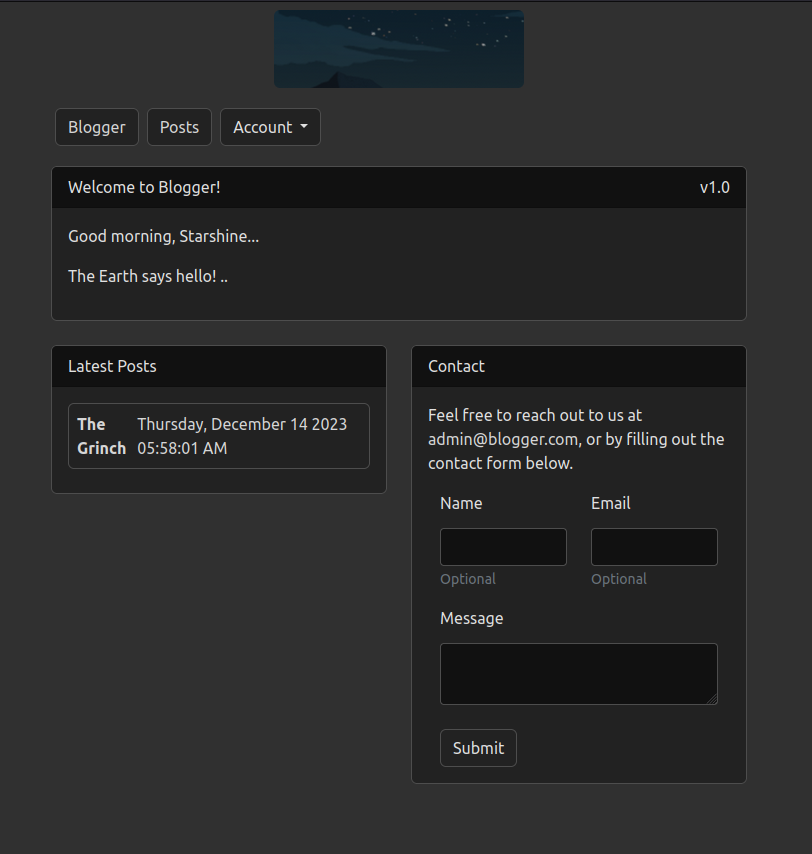 Blogger Posts Account
Welcome to Blogger! v1.0
Good morning, Starshine...
The Earth says hello! ..
Latest Posts
The Grinch
Thursday, December 14 2023
05:58:01 AM
Contact
Feel free to reach out to us at
admin@blogger.com, or by filling out the
contact form below.
Name Email
Optional Optional
Message
Submit